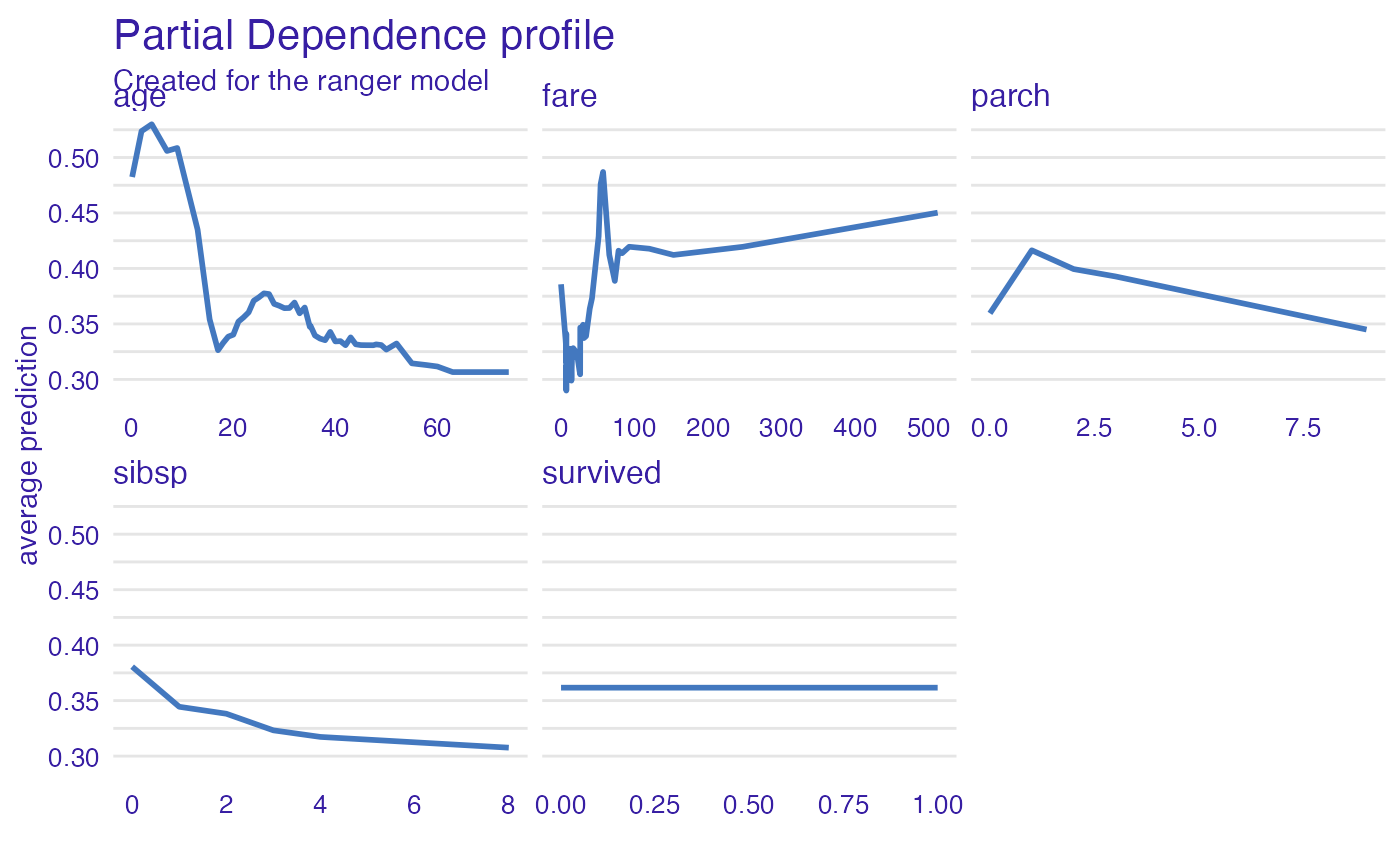 Partial Dependence profile
Created for the ranger model
age
fare
parch
0.50
0.45
0.40
0.35
0.30
0 20 40 60
0 100 200 300 400 500
0.0 2.5 5.0 7.5
average prediction
sibsp
survived
0.50
0.45
0.40
0.35
0.30
0 2 4 6 8
0.00 0.25 0.50 0.75 1.00